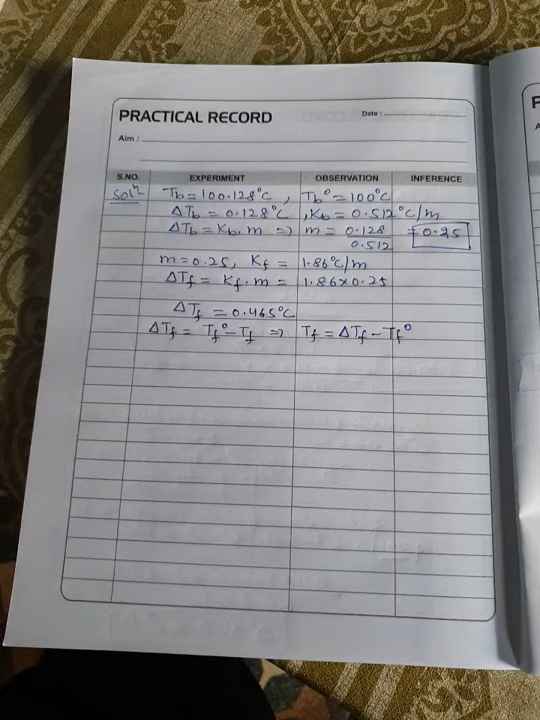 PRACTICAL RECORD
Date :
Aim :
S.NO. EXPERIMENT OBSERVATION INFERENCE
Solⁿ Tb = 100.128°C , Tb° = 100°C
ΔTb = 0.128°C , Kb = 0.512 °C/m
ΔTb = Kb.m => m = 0.128 = 0.25
0.512
m = 0.25, Kf = 1.86°C/m
ΔTf = Kf.m = 1.86×0.25
ΔTf = 0.465°C
ΔTf = Tf° - Tf => Tf = ΔTf - Tf°